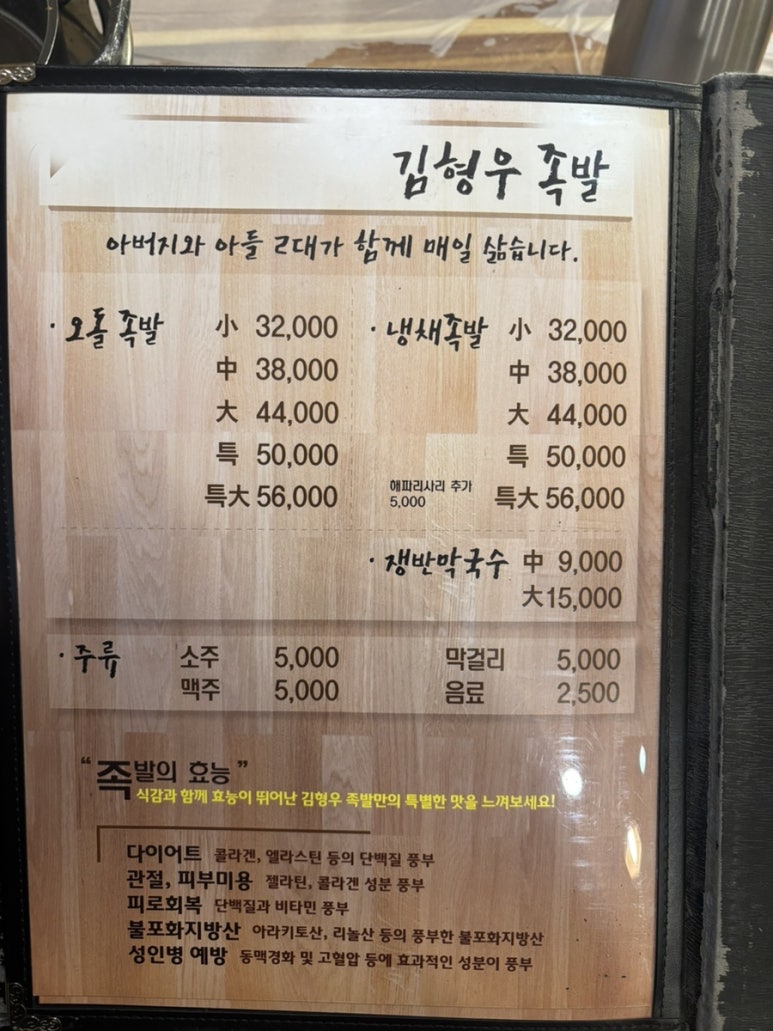 김형우 족발
아버지와 아들 2대가 함께 매일 삶습니다.
· 오돌 족발 小 32,000
中 38,000
大 44,000
특 50,000
특大 56,000
· 냉채족발 小 32,000
中 38,000
大 44,000
특 50,000
해파리사리 추가
5,000
특大 56,000
· 쟁반막국수 中 9,000
大 15,000
· 주류 소주 5,000 막걸리 5,000
맥주 5,000 음료 2,500
“족발의 효능”
식감과 함께 효능이 뛰어난 김형우 족발만의 특별한 맛을 느껴보세요!
다이어트 콜라겐, 엘라스틴 등의 단백질 풍부
관절, 피부미용 젤라틴, 콜라겐 성분 풍부
피로회복 단백질과 비타민 풍부
불포화지방산 아라키토산, 리놀산 등의 풍부한 불포화지방산
성인병 예방 동맥경화 및 고혈압 등에 효과적인 성분이 풍부